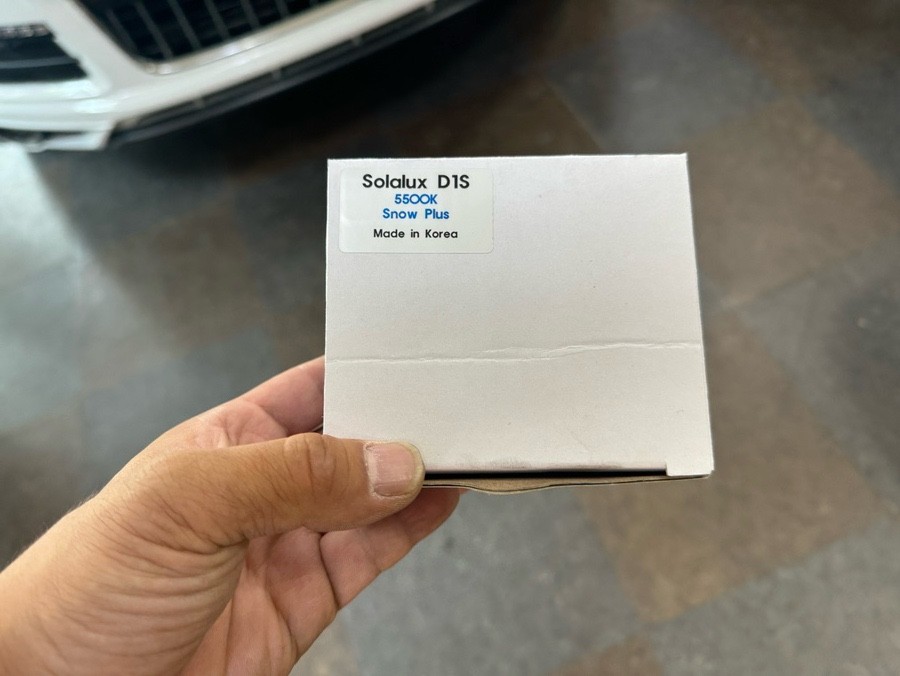 Solalux D1S
5500K
Snow Plus
Made in Korea